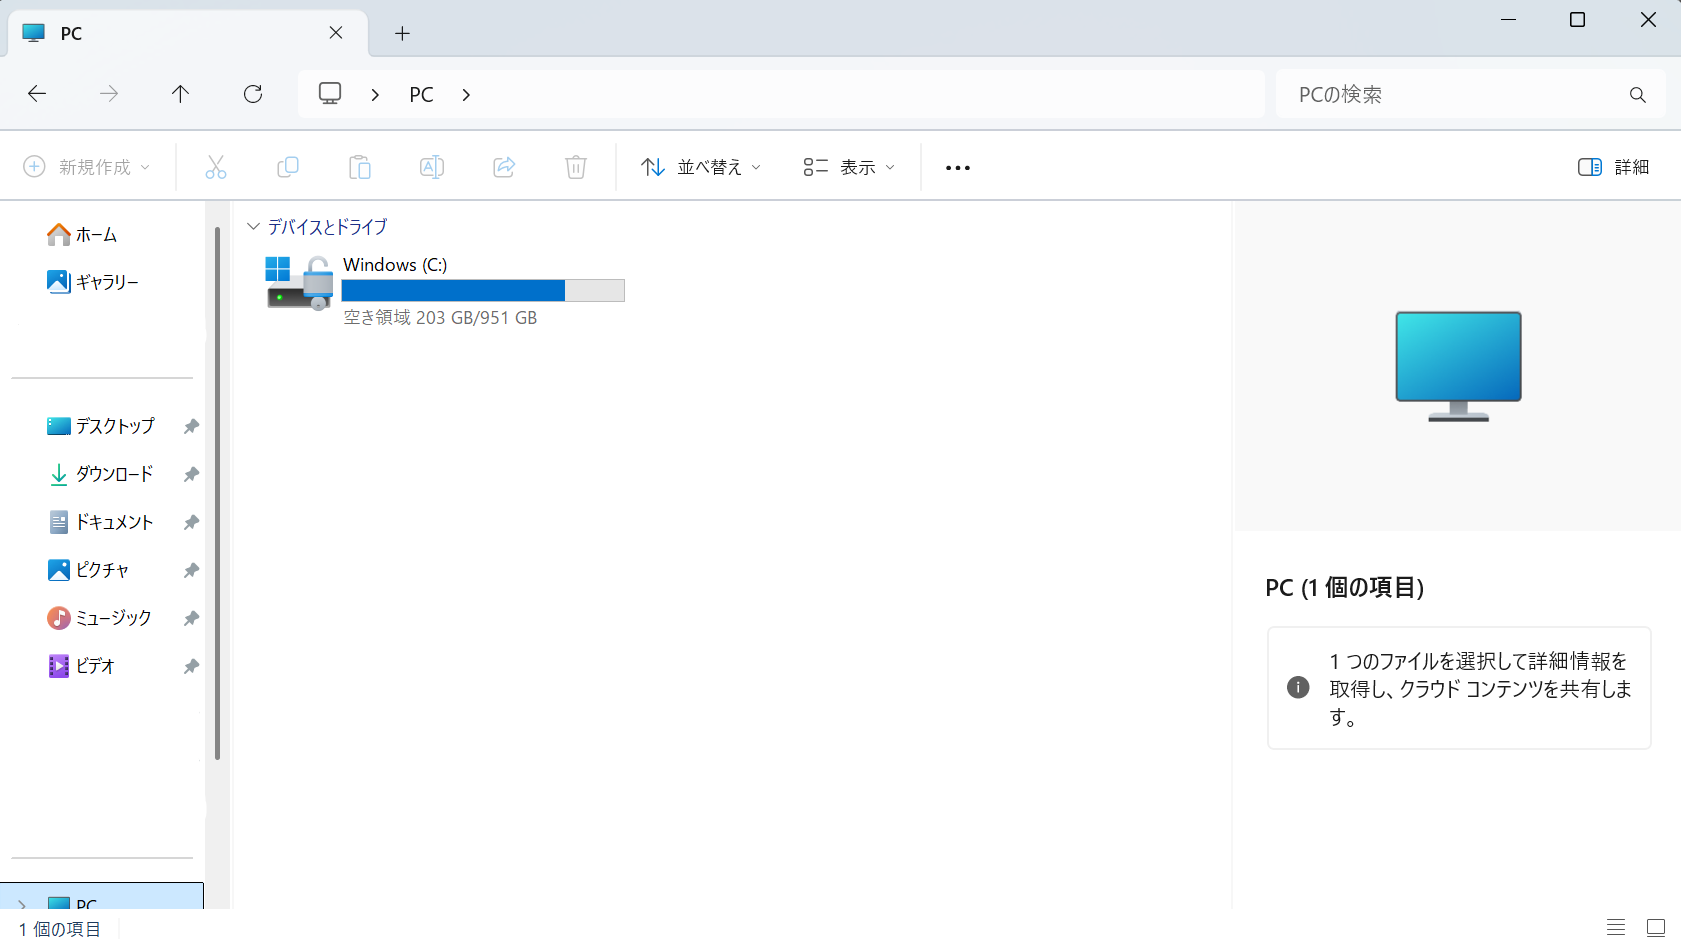 PC
PC
PCの検索
新規作成
並べ替え
表示
詳細
ホーム
ギャラリー
デスクトップ
ダウンロード
ドキュメント
ピクチャ
ミュージック
ビデオ
PC
デバイスとドライブ
Windows (C:)
空き領域 203 GB/951 GB
PC (1 個の項目)
1 つのファイルを選択して詳細情報を
取得し、クラウド コンテンツを共有しま
す。
1 個の項目